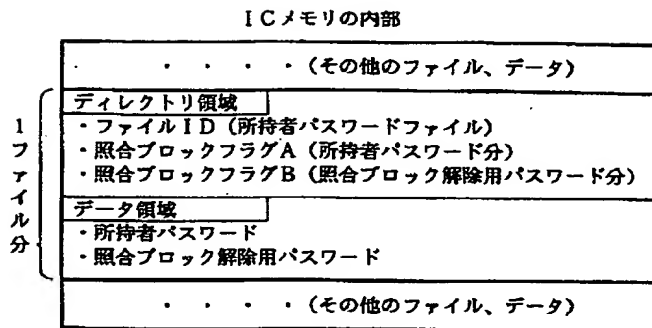 ICメモリの内部
・・・・(その他のファイル、データ)
ディレクトリ領域
・ファイルID(所持者パスワードファイル)
・照合ブロックフラグA(所持者パスワード分)
・照合ブロックフラグB(照合ブロック解除用パスワード分)
データ領域
・所持者パスワード
・照合ブロック解除用パスワード
1ファイル分
・・・・(その他のファイル、データ)